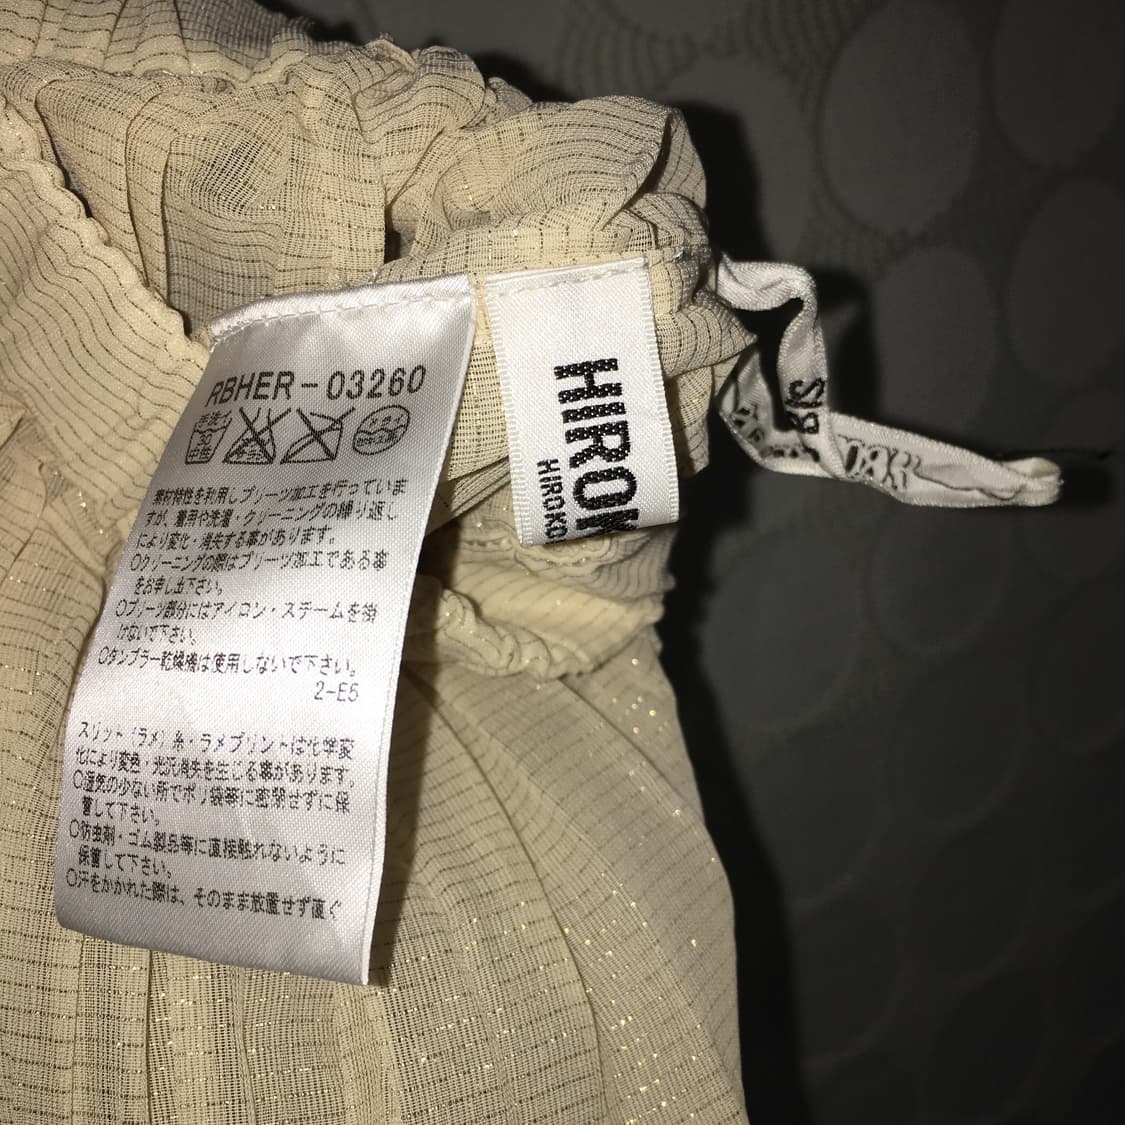 RBHER-03260
手洗イ
30
中性
ドライ
素材特性を利用しプリーツ加工を行っていま
すが、着用や洗濯・クリーニングの繰り返し
により変化・消失する事があります。
○クリーニングの際はプリーツ加工である事
をお申し出下さい。
○プリーツ部分にはアイロン・スチームを掛
けないで下さい。
○タンブラー乾燥機は使用しないで下さい。
2-E5
スリット(ラメ)糸・ラメプリントは化学変
化により変色・光沢消失を生じる事があります。
○湿気の少ない所でポリ袋等に密閉せずに保
管して下さい。
○防虫剤・ゴム製品等に直接触れないように
保管して下さい。
○汗をかかれた際は、そのまま放置せず直ぐ
HIROK
HIROKO